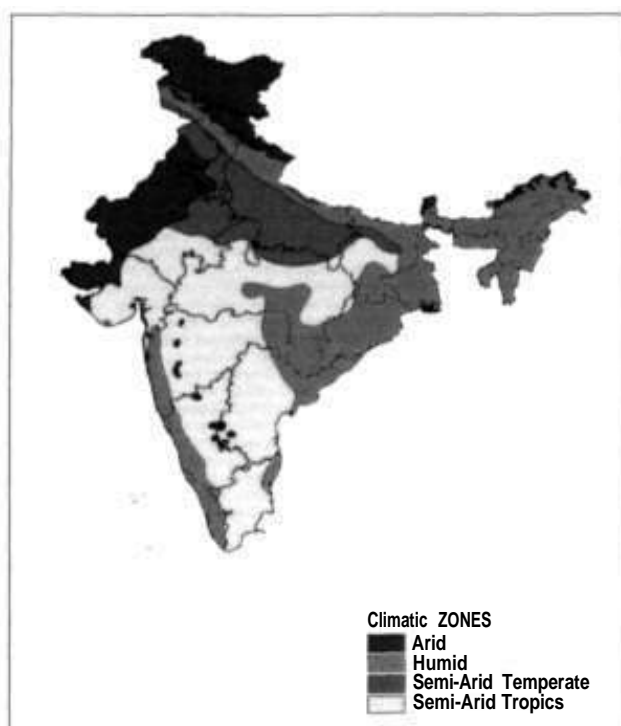 Climatic ZONES
Arid
Humid
Semi-Arid Temperate
Semi-Arid Tropics